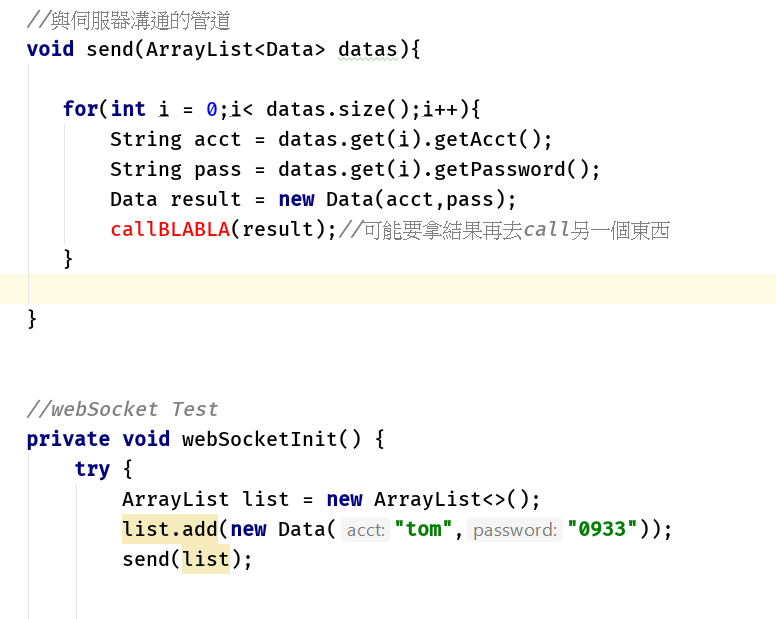 //與伺服器溝通的管道
void send(ArrayList<Data> datas){
for(int i = 0;i< datas.size();i++){
String acct = datas.get(i).getAcct();
String pass = datas.get(i).getPassword();
Data result = new Data(acct,pass);
callBLABLA(result);//可能要拿結果再去call另一個東西
}
}
//webSocket Test
private void webSocketInit() {
try {
ArrayList list = new ArrayList<>();
list.add(new Data( acct: "tom", password: "0933"));
send(list);